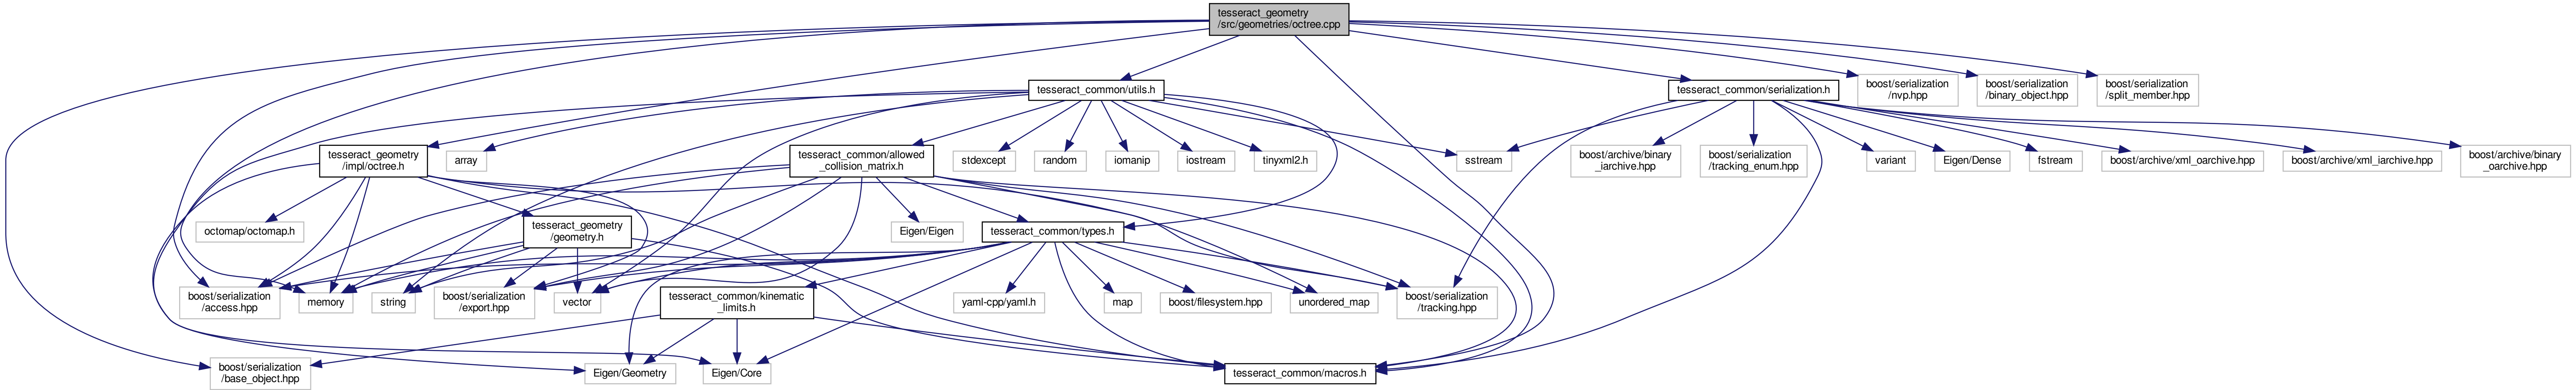 tesseract_geometry
/src/geometries/octree.cpp
tesseract_common/utils.h
tesseract_common/serialization.h
boost/serialization
/nvp.hpp
boost/serialization
/binary_object.hpp
boost/serialization
/split_member.hpp
tesseract_geometry
/impl/octree.h
array
tesseract_common/allowed
_collision_matrix.h
stdexcept
random
iomanip
iostream
tinyxml2.h
sstream
boost/archive/binary
_iarchive.hpp
boost/serialization
/tracking_enum.hpp
variant
Eigen/Dense
fstream
boost/archive/xml_oarchive.hpp
boost/archive/xml_iarchive.hpp
boost/archive/binary
_oarchive.hpp
octomap/octomap.h
tesseract_geometry
/geometry.h
Eigen/Eigen
tesseract_common/types.h
boost/serialization
/access.hpp
memory
string
boost/serialization
/export.hpp
vector
tesseract_common/kinematic
_limits.h
yaml-cpp/yaml.h
map
boost/filesystem.hpp
unordered_map
boost/serialization
/tracking.hpp
boost/serialization
/base_object.hpp
Eigen/Geometry
Eigen/Core
tesseract_common/macros.h